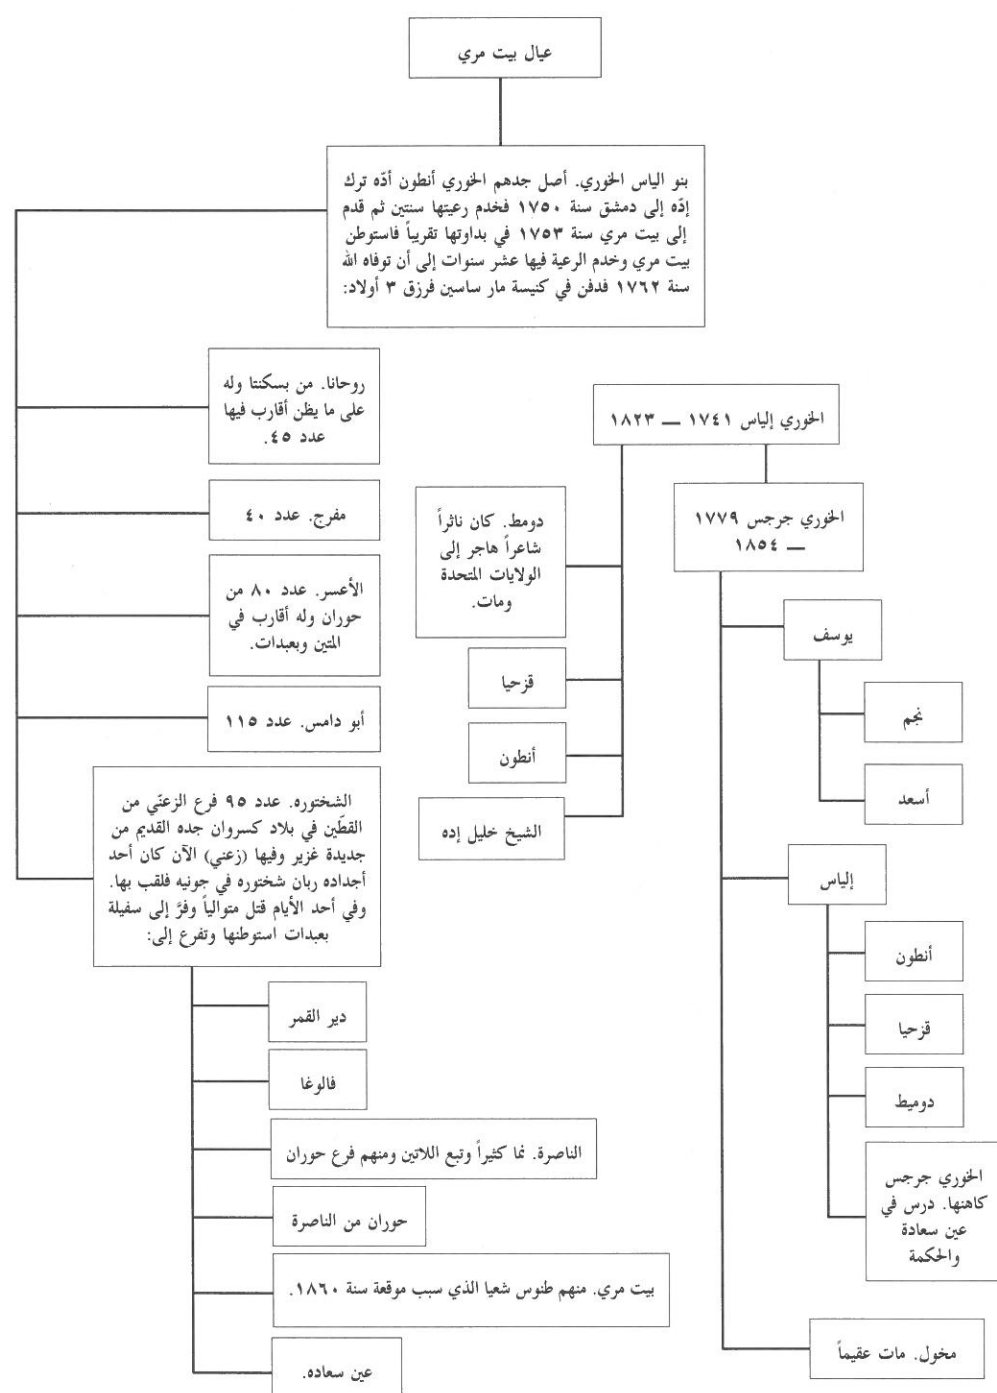 عيال بيت مري
بنو الياس الخوري. أصل جدهم الخوري أنطون أدّه ترك
إدّه إلى دمشق سنة ١٧٥٠ فخدم رعيتها سنتين ثم قدم
إلى بيت مري سنة ١٧٥٣ في بداوتها تقريباً فاستوطن
بيت مري وخدم الرعية فيها عشر سنوات إلى أن توفاه الله
سنة ١٧٦٢ فدفن في كنيسة مار ساسين فرزق ٣ أولاد:
الخوري إلياس ١٧٤١ — ١٨٢٣
الخوري جرجس ١٧٧٩
— ١٨٥٤
يوسف
نجم
أسعد
إلياس
أنطون
قزحيا
دوميط
الخوري جرجس
كاهنها. درس في
عين سعادة
والحكمة
مخول. مات عقيماً
دومط. كان ناثراً
شاعراً هاجر إلى
الولايات المتحدة
ومات.
قزحيا
أنطون
الشيخ خليل إده
روحانا. من بسكنتا وله
على ما يظن أقارب فيها
عدد ٤٥.
مفرج. عدد ٤٠
الأعسر. عدد ٨٠ من
حوران وله أقارب في
المتين وبعبدات.
أبو دامس. عدد ١١٥
الشختوره. عدد ٩٥ فرع الزعنّي من
القطّين في بلاد كسروان جده القديم من
جديدة غزير وفيها (زعني) الآن كان أحد
أجداده ربان شختوره في جونيه فلقب بها.
وفي أحد الأيام قتل متوالياً وفرَّ إلى سفيلة
بعبدات استوطنها وتفرع إلى:
دير القمر
فالوغا
الناصرة. نما كثيراً وتبع اللاتين ومنهم فرع حوران
حوران من الناصرة
بيت مري. منهم طنوس شعيا الذي سبب موقعة سنة ١٨٦٠.
عين سعاده.